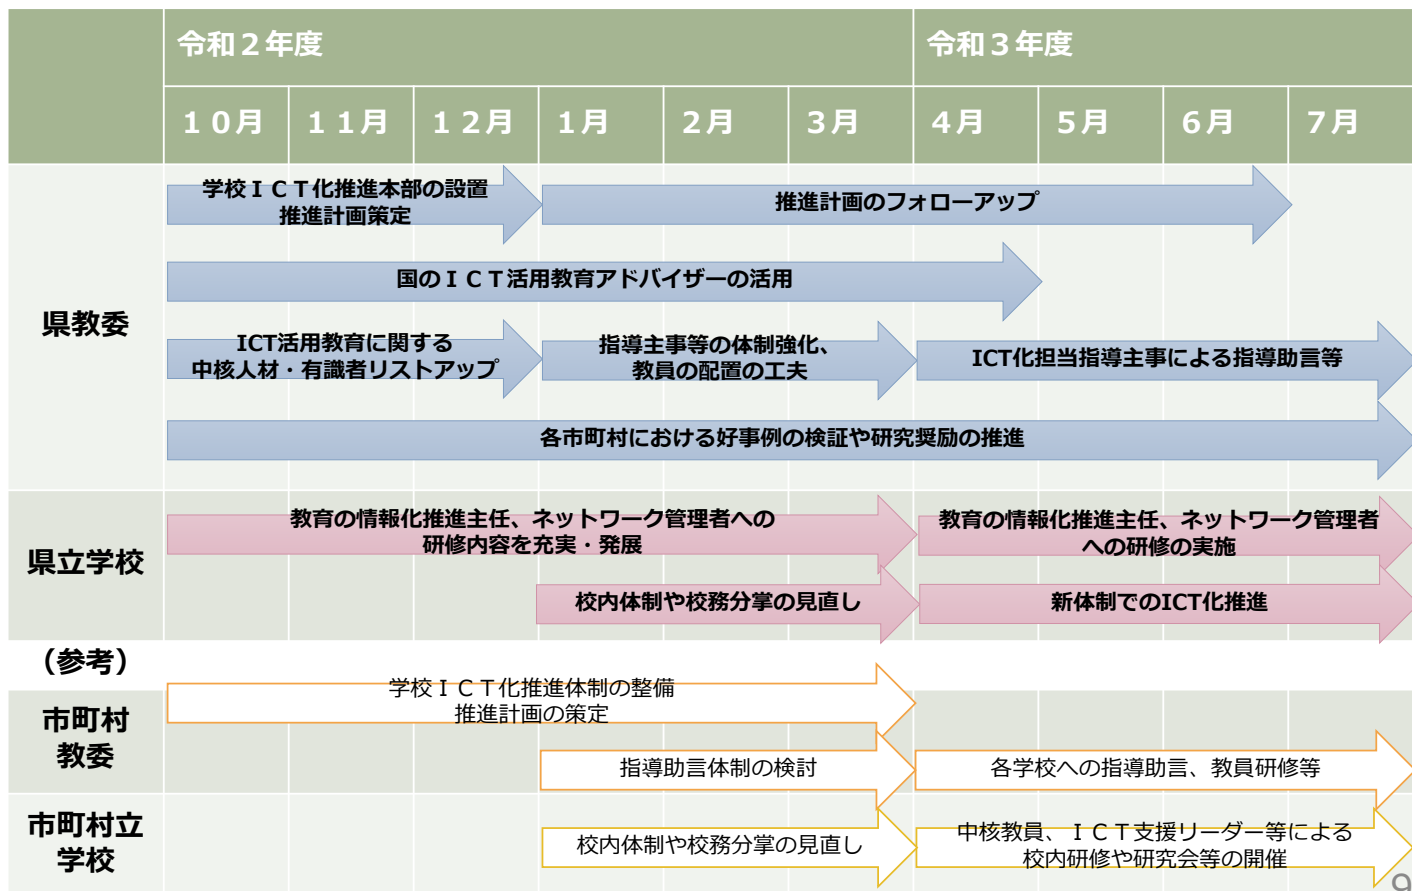 令和２年度
令和３年度
１０月
１１月
１２月
１月
２月
３月
４月
５月
６月
７月
県教委
学校ＩＣＴ化推進本部の設置
推進計画策定
推進計画のフォローアップ
国のＩＣＴ活用教育アドバイザーの活用
ICT活用教育に関する
中核人材・有識者リストアップ
指導主事等の体制強化、
教員の配置の工夫
ICT化担当指導主事による指導助言等
各市町村における好事例の検証や研究奨励の推進
県立学校
教育の情報化推進主任、ネットワーク管理者への
研修内容を充実・発展
教育の情報化推進主任、ネットワーク管理者
への研修の実施
校内体制や校務分掌の見直し
新体制でのICT化推進
（参考）
市町村
教委
学校ＩＣＴ化推進体制の整備
推進計画の策定
指導助言体制の検討
各学校への指導助言、教員研修等
市町村立
学校
校内体制や校務分掌の見直し
中核教員、ＩＣＴ支援リーダー等による
校内研修や研究会等の開催